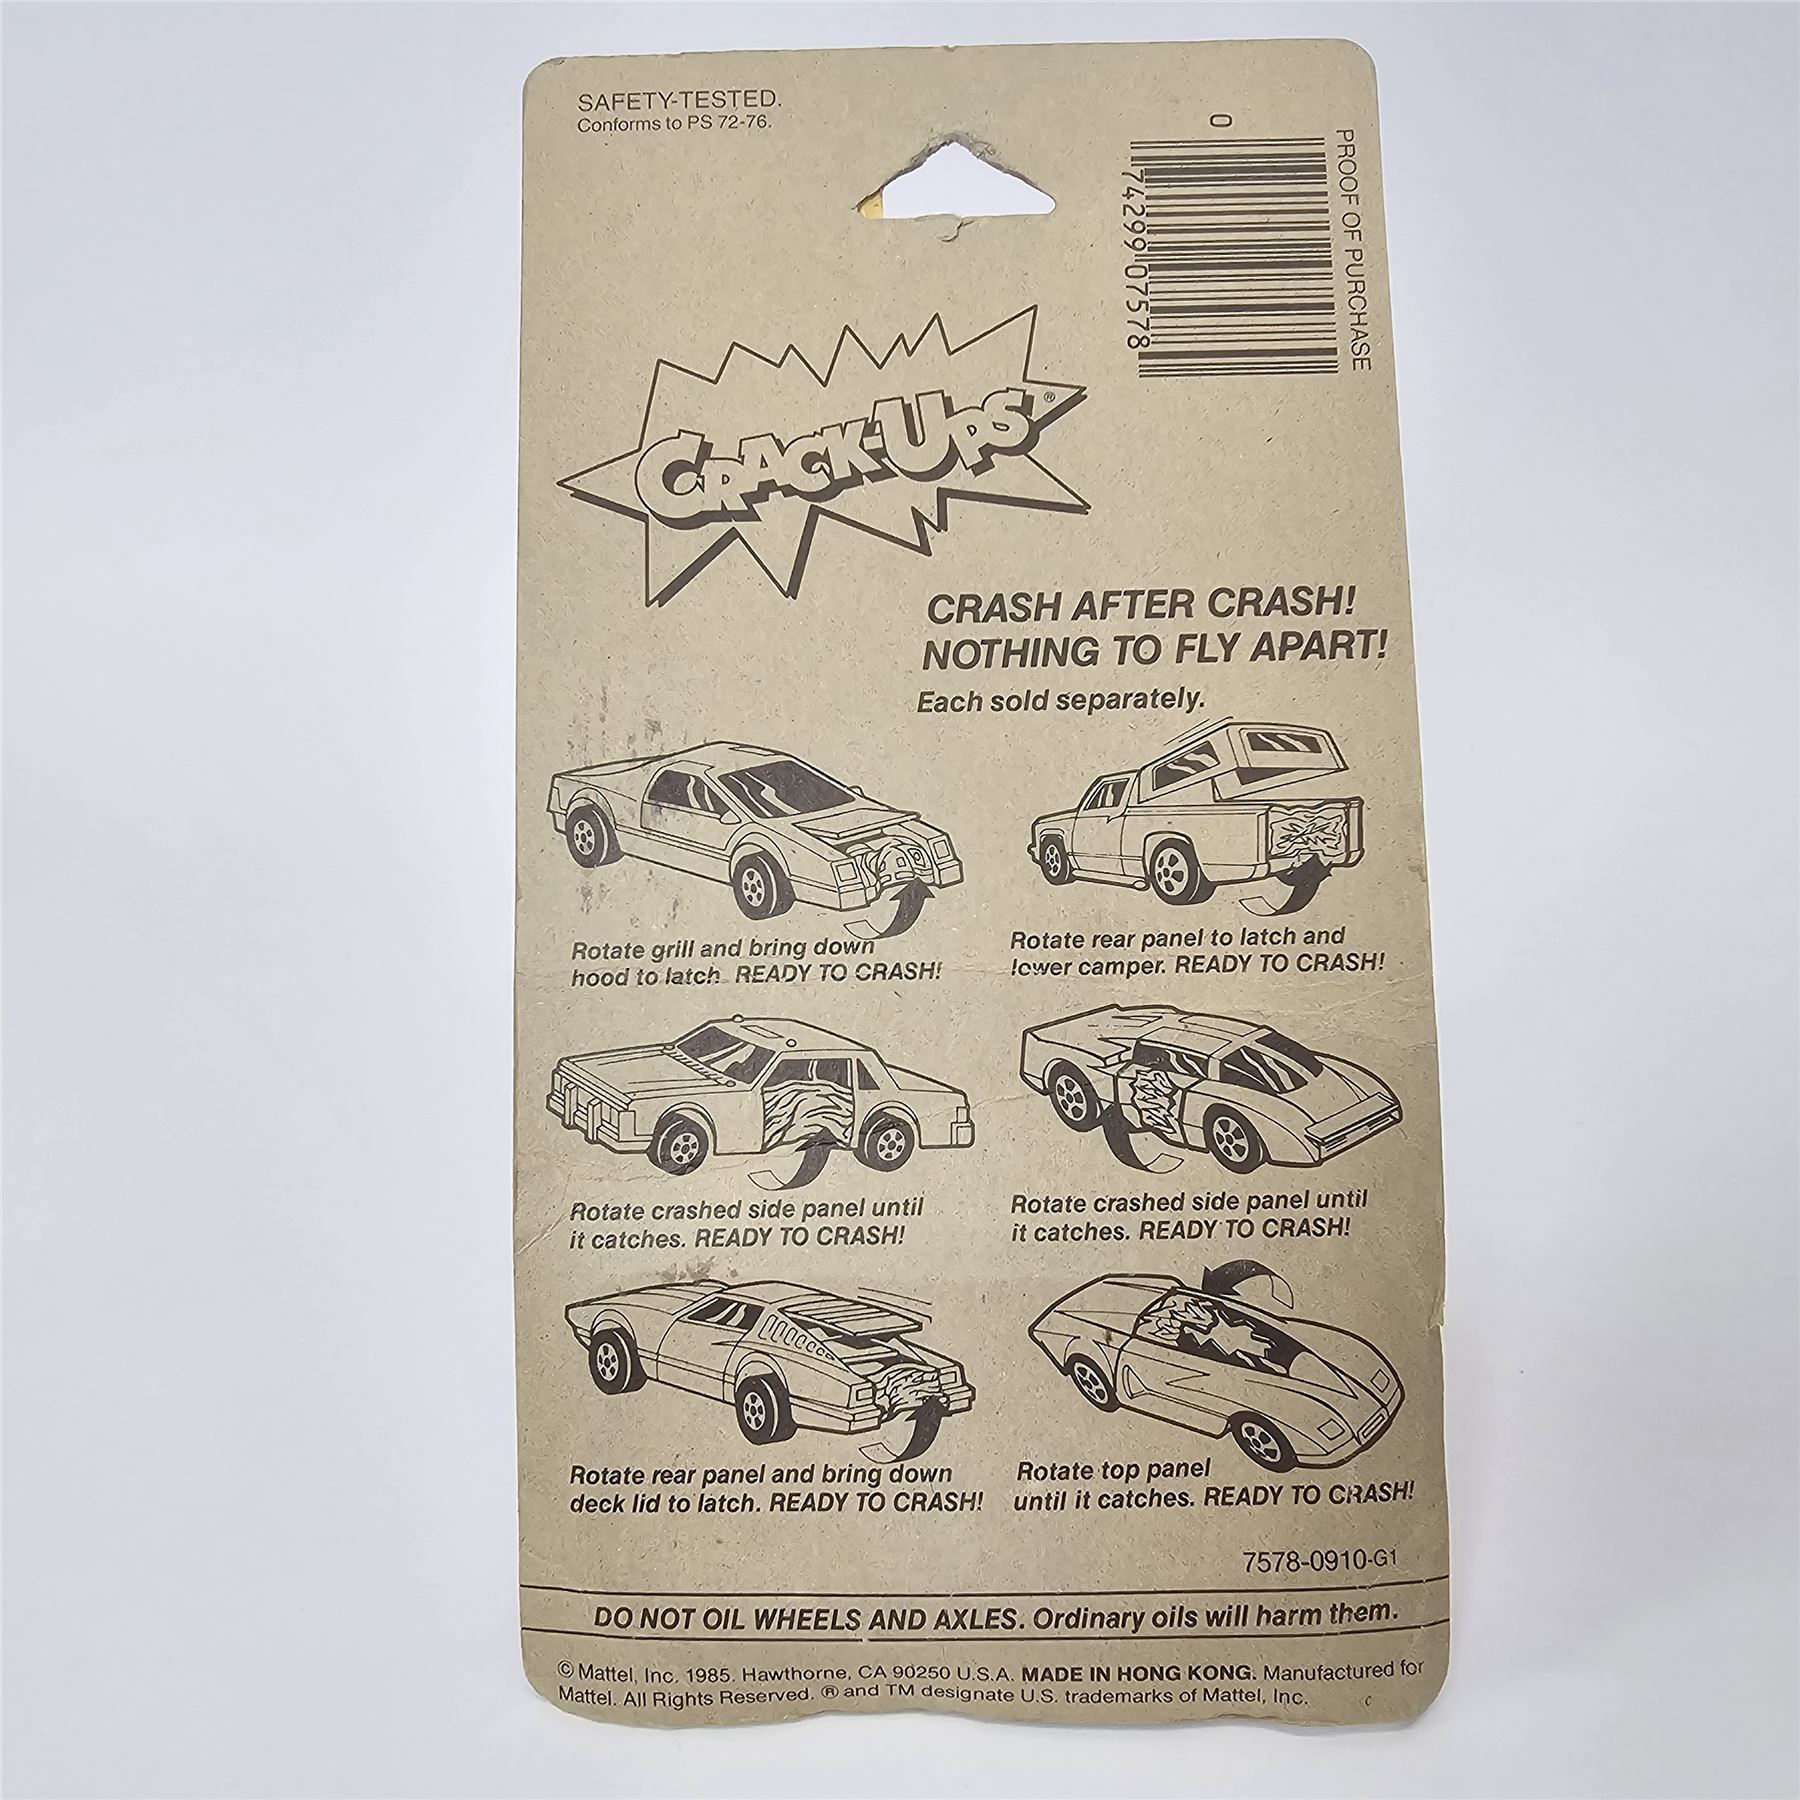 SAFETY-TESTED.
Conforms to PS 72-76.
0
74299 07578
PROOF OF PURCHASE
CRACK-UPS®
CRASH AFTER CRASH!
NOTHING TO FLY APART!
Each sold separately.
Rotate grill and bring down
hood to latch. READY TO CRASH!
Rotate rear panel to latch and
lower camper. READY TO CRASH!
Rotate crashed side panel until
it catches. READY TO CRASH!
Rotate crashed side panel until
it catches. READY TO CRASH!
Rotate rear panel and bring down
deck lid to latch. READY TO CRASH!
Rotate top panel
until it catches. READY TO CRASH!
7578-0910-G1
DO NOT OIL WHEELS AND AXLES. Ordinary oils will harm them.
© Mattel, Inc. 1985. Hawthorne, CA 90250 U.S.A. MADE IN HONG KONG. Manufactured for
Mattel. All Rights Reserved. ® and TM designate U.S. trademarks of Mattel, Inc.